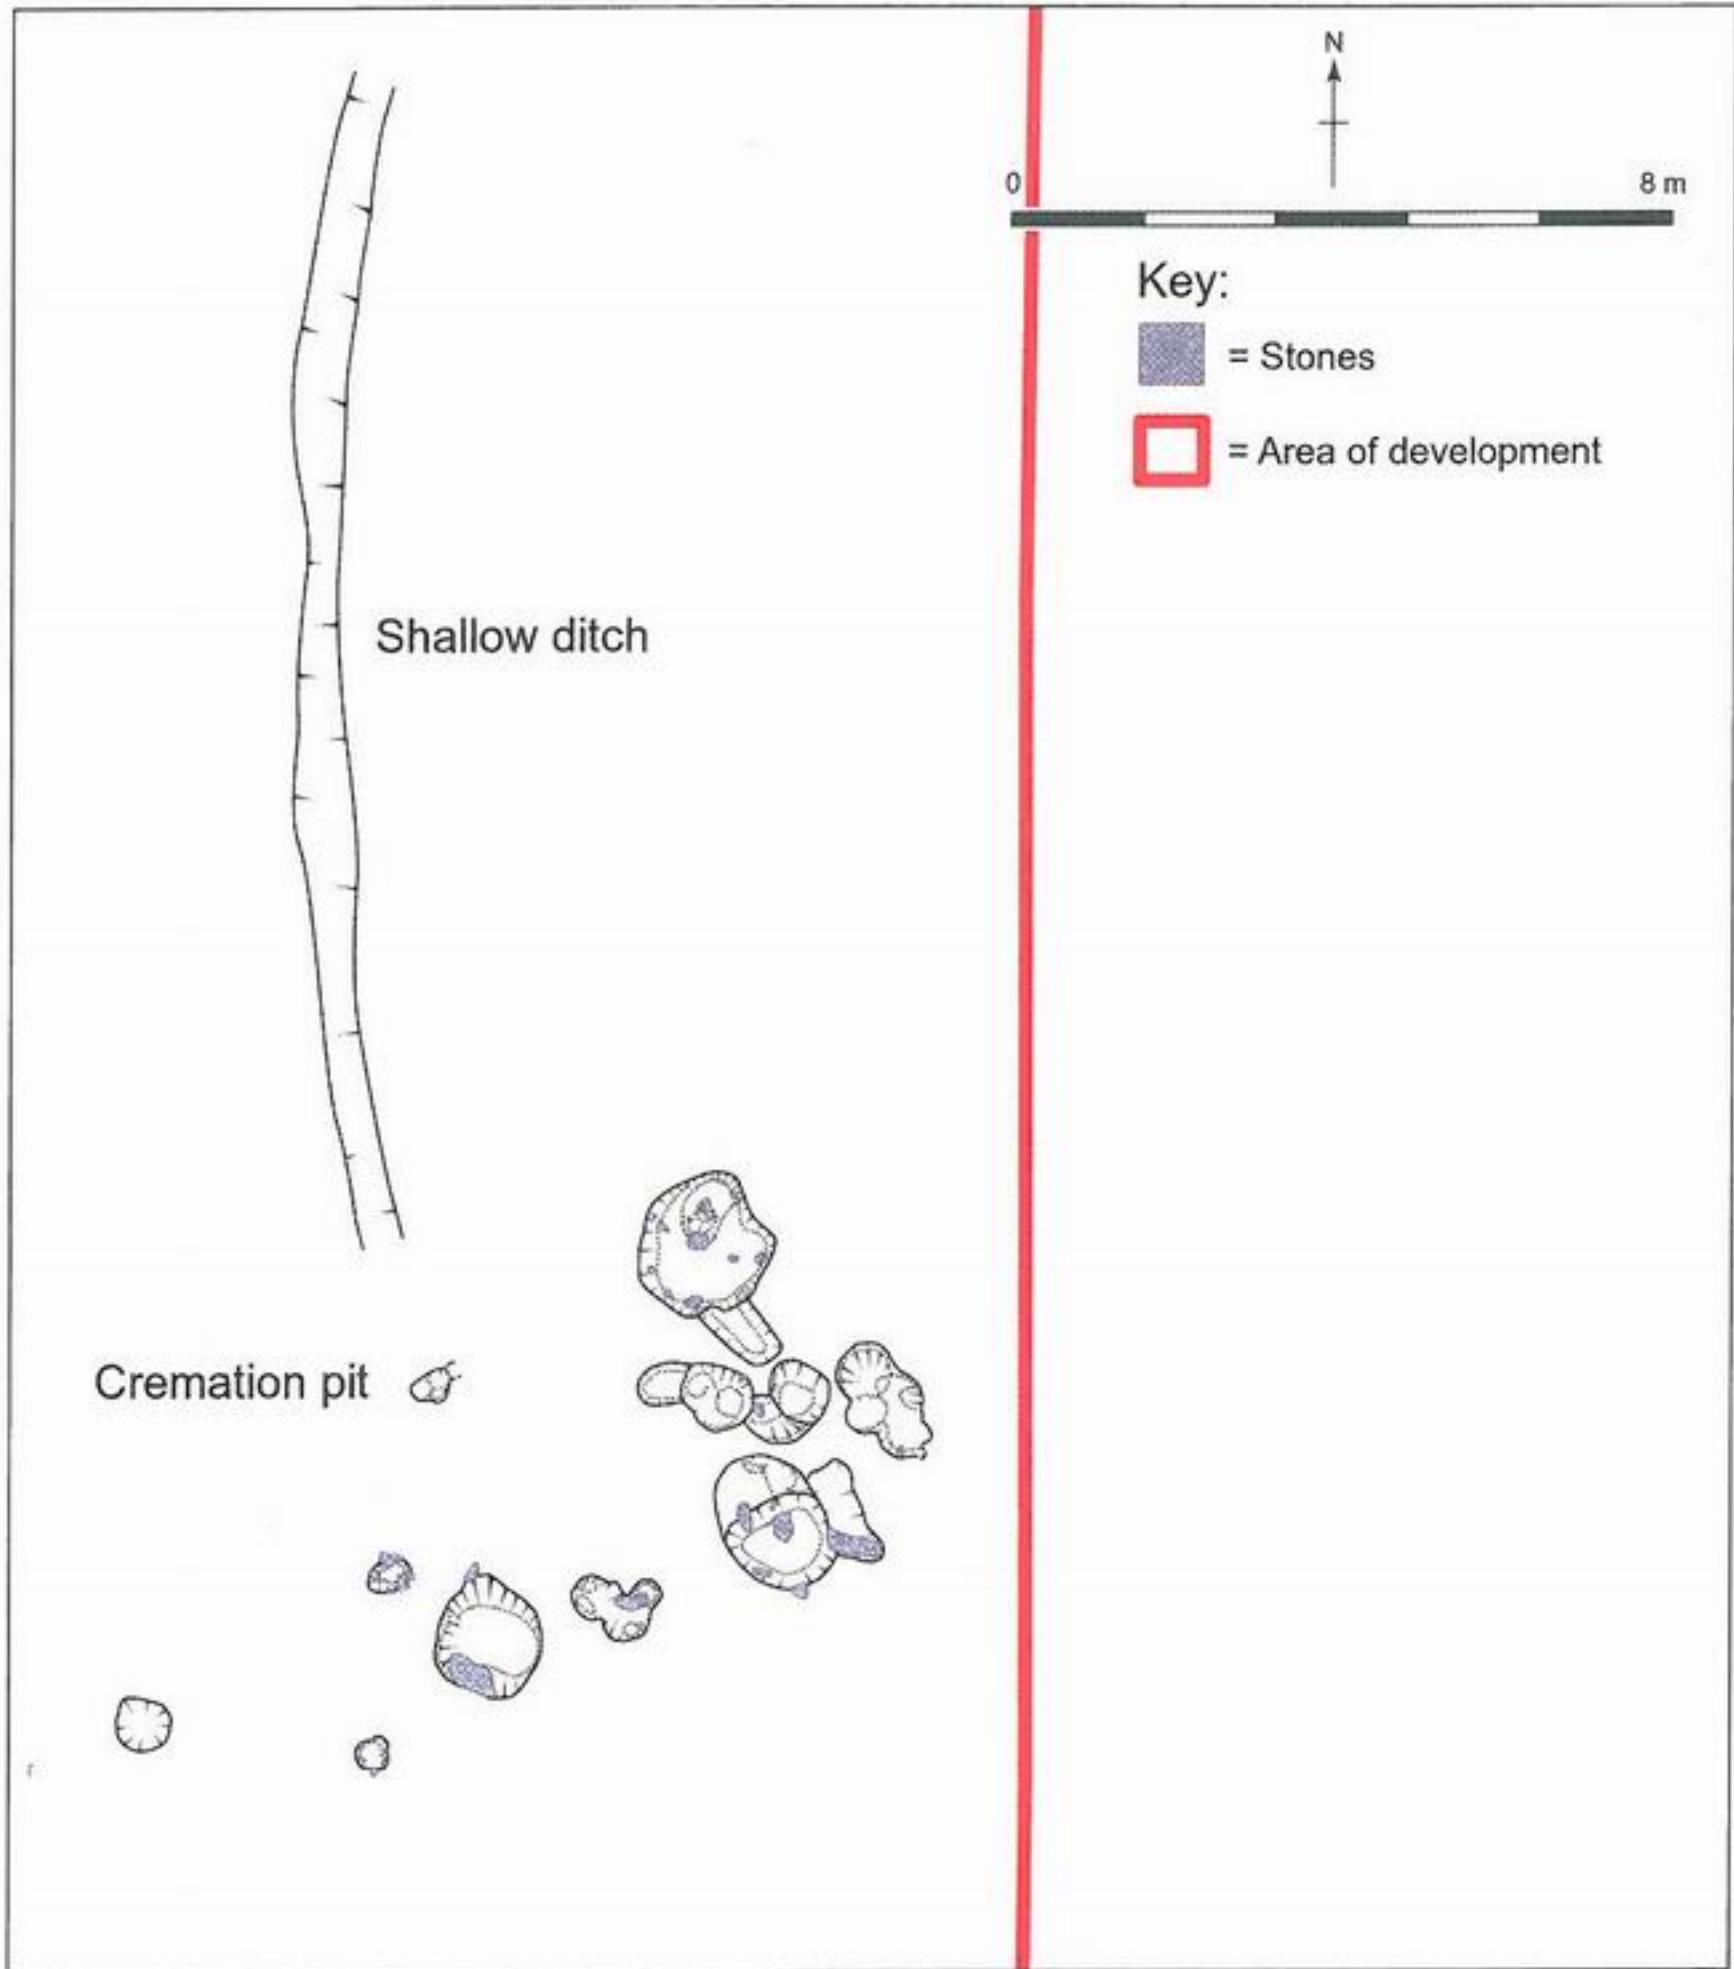 N
0 8 m
Key:
= Stones
= Area of development
Shallow ditch
Cremation pit